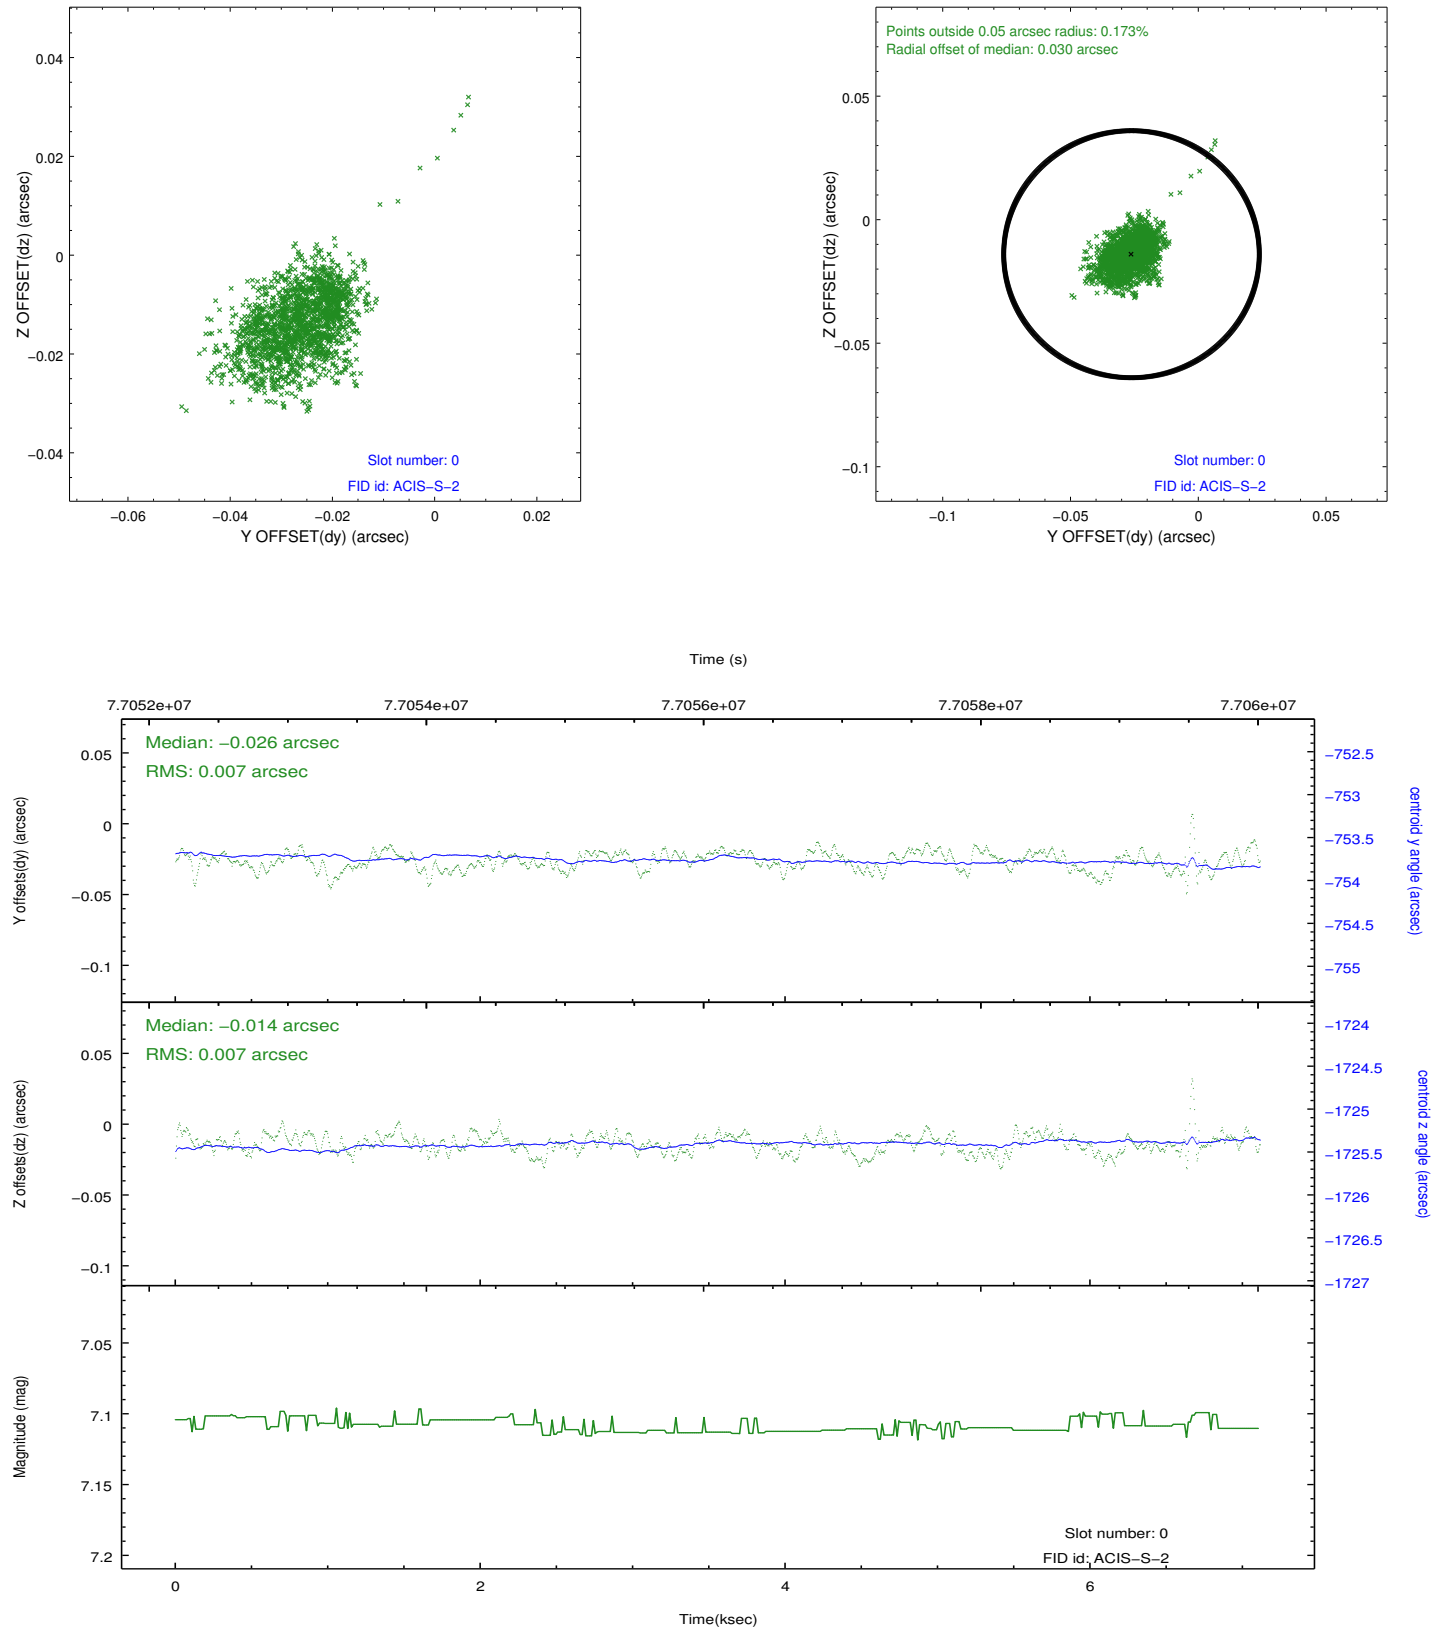 0.04
0.02
0
−0.02
−0.04
Z OFFSET(dz) (arcsec)
Slot number: 0
FID id: ACIS−S−2
−0.06
−0.04
−0.02
0
0.02
Y OFFSET(dy) (arcsec)
Points outside 0.05 arcsec radius: 0.173%
Radial offset of median: 0.030 arcsec
0.05
0
−0.05
−0.1
Z OFFSET(dz) (arcsec)
Slot number: 0
FID id: ACIS−S−2
−0.1
−0.05
0
0.05
Y OFFSET(dy) (arcsec)
Time (s)
7.7052e+07
7.7054e+07
7.7056e+07
7.7058e+07
7.706e+07
Median: −0.026 arcsec
RMS: 0.007 arcsec
0.05
0
−0.05
−0.1
Y offsets(dy) (arcsec)
−752.5
−753
−753.5
−754
−754.5
−755
centroid y angle (arcsec)
Median: −0.014 arcsec
RMS: 0.007 arcsec
0.05
0
−0.05
−0.1
Z offsets(dz) (arcsec)
−1724
−1724.5
−1725
−1725.5
−1726
−1726.5
−1727
centroid z angle (arcsec)
7.05
7.1
7.15
7.2
Magnitude (mag)
Slot number: 0
FID id: ACIS−S−2
0
2
4
6
Time(ksec)